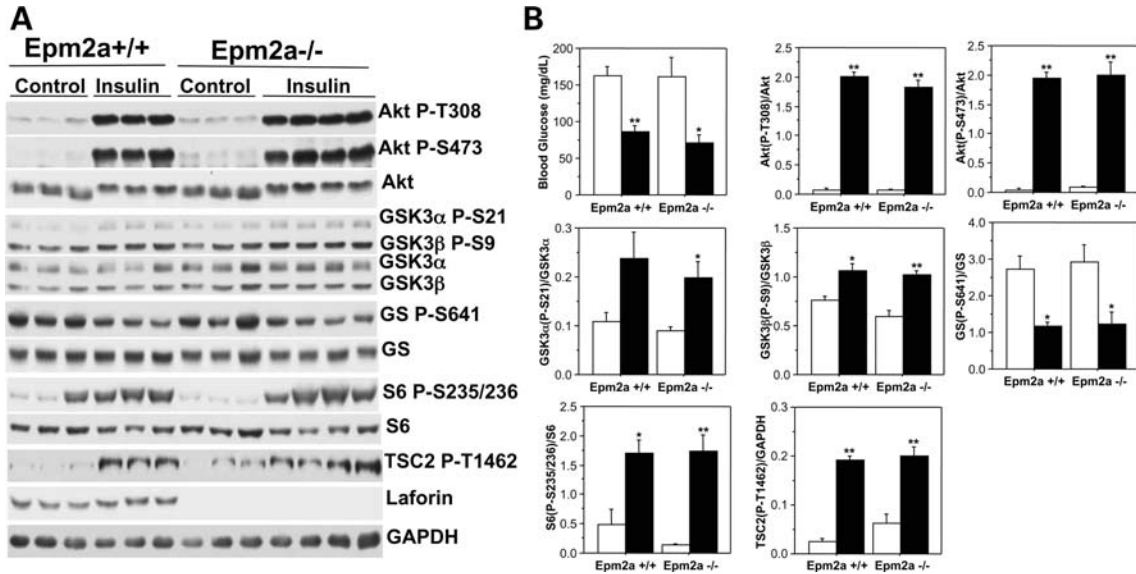 A
Epm2a+/+ Epm2a-/-
Control Insulin Control Insulin
Akt P-T308
Akt P-S473
Akt
GSK3α P-S21
GSK3β P-S9
GSK3α
GSK3β
GS P-S641
GS
S6 P-S235/236
S6
TSC2 P-T1462
Laforin
GAPDH
B
Blood Glucose (mg/dL)
200
150
100
50
0
** *
Epm2a +/+ Epm2a -/-
Akt(P-T308)/Akt
2.5
2.0
1.5
1.0
0.5
0.0
** **
Epm2a +/+ Epm2a -/-
Akt(P-S473)/Akt
2.5
2.0
1.5
1.0
0.5
0.0
** **
Epm2a +/+ Epm2a -/-
GSK3α(P-S21)/GSK3α
0.3
0.2
0.1
0.0
*
Epm2a +/+ Epm2a -/-
GSK3β(P-S9)/GSK3β
1.5
1.0
0.5
0.0
* **
Epm2a +/+ Epm2a -/-
GS(P-S641)/GS
4.0
3.0
2.0
1.0
0.0
* *
Epm2a +/+ Epm2a -/-
S6(P-S235/236)/S6
2.0
1.5
1.0
0.5
0.0
* **
Epm2a +/+ Epm2a -/-
TSC2(P-T1462)/GAPDH
0.2
0.1
0.0
** **
Epm2a +/+ Epm2a -/-